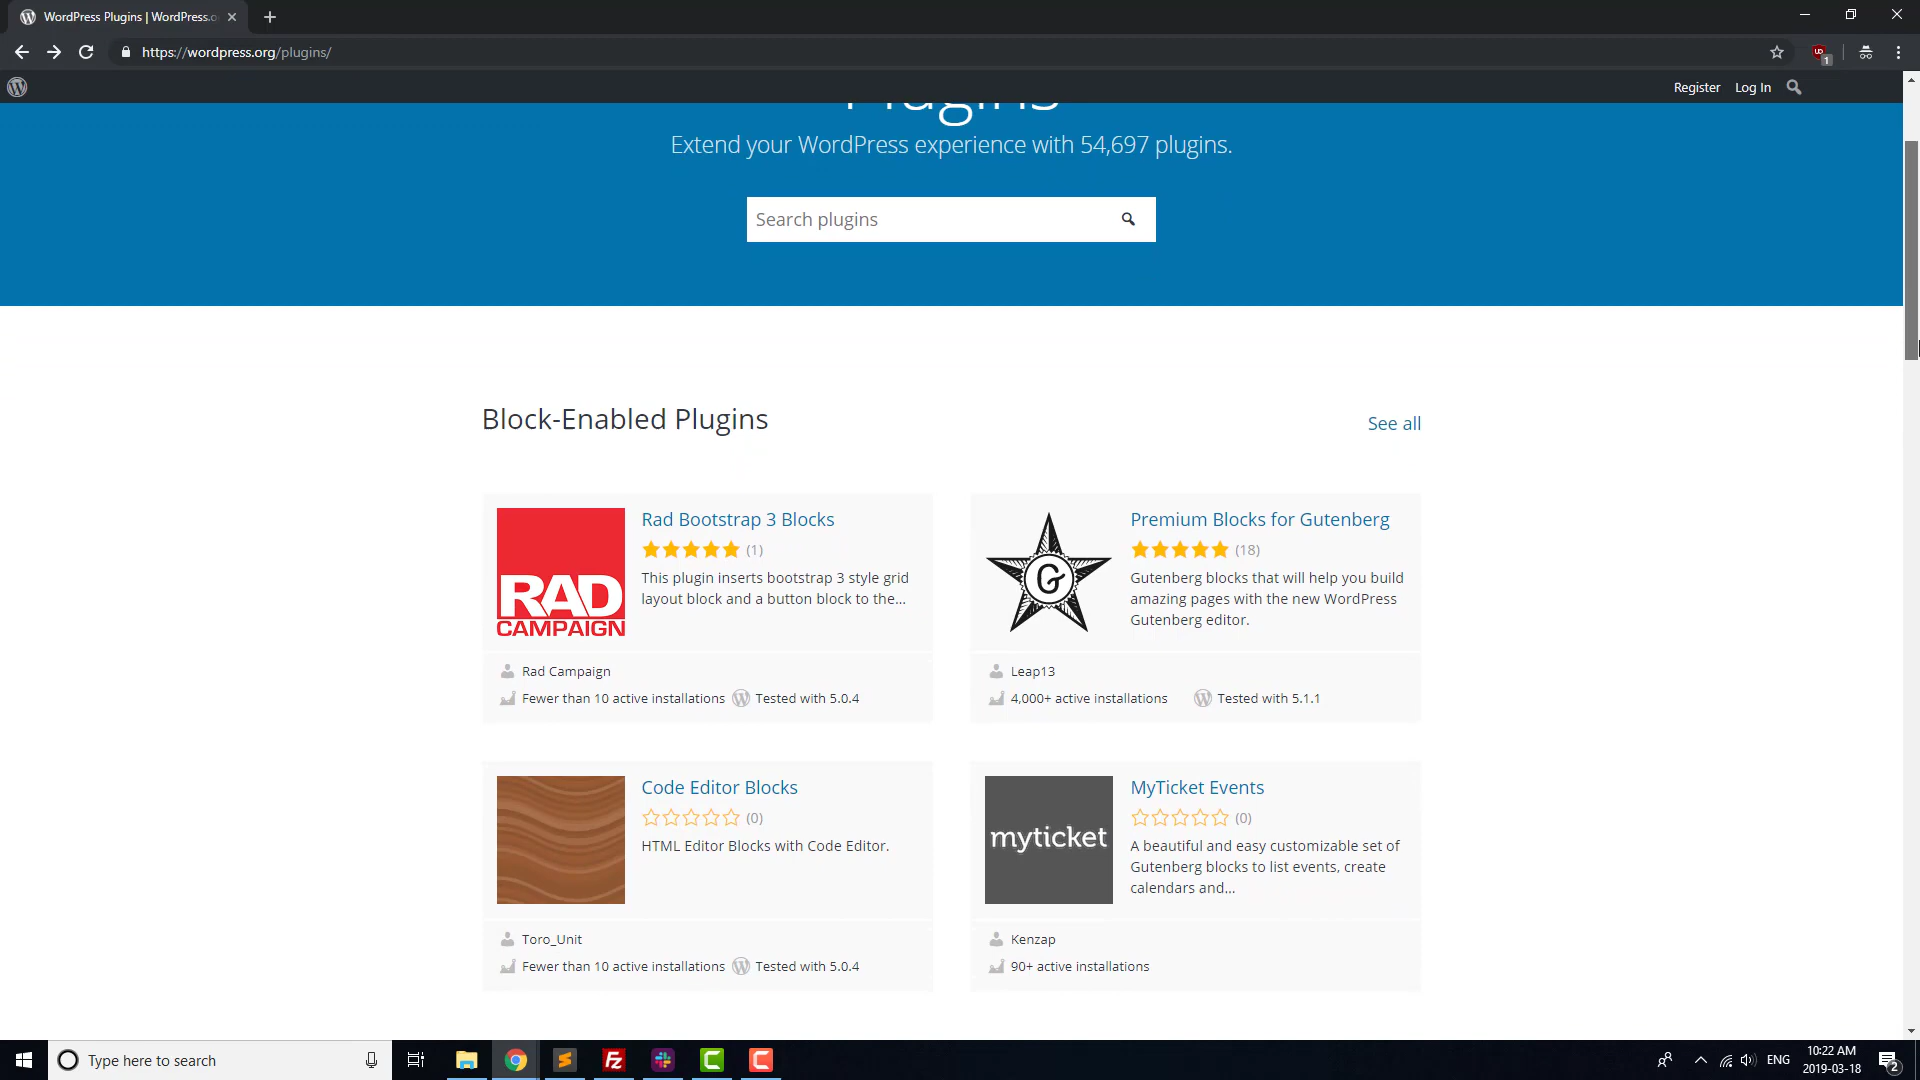 WordPress Plugins | WordPress.o
https://wordpress.org/plugins/
1
Register Log In
Plugins
Extend your WordPress experience with 54,697 plugins.
Search plugins
Block-Enabled Plugins
See all
RAD
CAMPAIGN
Rad Bootstrap 3 Blocks
(1)
This plugin inserts bootstrap 3 style grid
layout block and a button block to the...
Rad Campaign
Fewer than 10 active installations Tested with 5.0.4
G
Premium Blocks for Gutenberg
(18)
Gutenberg blocks that will help you build
amazing pages with the new WordPress
Gutenberg editor.
Leap13
4,000+ active installations Tested with 5.1.1
Code Editor Blocks
(0)
HTML Editor Blocks with Code Editor.
Toro_Unit
Fewer than 10 active installations Tested with 5.0.4
myticket
MyTicket Events
(0)
A beautiful and easy customizable set of
Gutenberg blocks to list events, create
calendars and...
Kenzap
90+ active installations
Type here to search
ENG
10:22 AM
2019-03-18
2